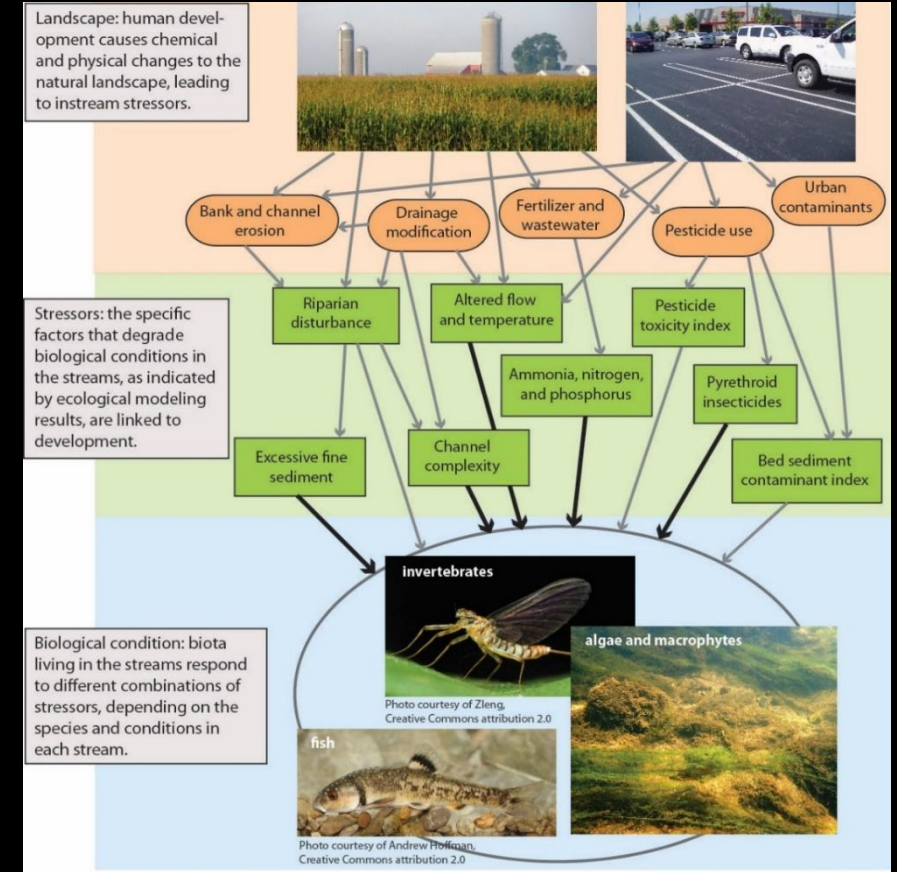 Landscape: human devel-
opment causes chemical
and physical changes to the
natural landscape, leading
to instream stressors.
Bank and channel
erosion
Drainage
modification
Fertilizer and
wastewater
Pesticide use
Urban
contaminants
Stressors: the specific
factors that degrade
biological conditions in
the streams, as indicated
by ecological modeling
results, are linked to
development.
Riparian
disturbance
Altered flow
and temperature
Pesticide
toxicity index
Ammonia, nitrogen,
and phosphorus
Pyrethroid
insecticides
Excessive fine
sediment
Channel
complexity
Bed sediment
contaminant index
Biological condition: biota
living in the streams respond
to different combinations of
stressors, depending on the
species and conditions in
each stream.
invertebrates
Photo courtesy of Zleng,
Creative Commons attribution 2.0
algae and macrophytes
fish
Photo courtesy of Andrew Hoffman,
Creative Commons attribution 2.0